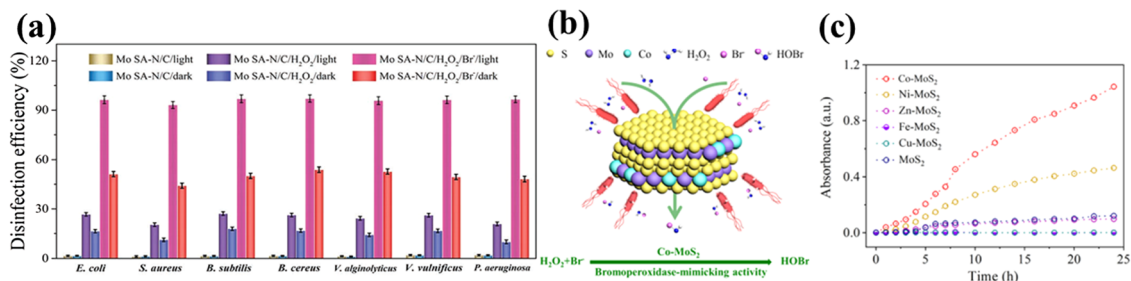 (a)
Disinfection efficiency (%)
120
90
60
30
0
Mo SA-N/C/light
Mo SA-N/C/dark
Mo SA-N/C/H₂O₂/light
Mo SA-N/C/H₂O₂/dark
Mo SA-N/C/H₂O₂/Br⁻/light
Mo SA-N/C/H₂O₂/Br⁻/dark
E. coli
S. aureus
B. subtilis
B. cereus
V. alginolyticus
V. vulnificus
P. aeruginosa
(b)
S Mo Co H₂O₂ Br⁻ HOBr
Co-MoS₂
H₂O₂+Br⁻ HOBr
Bromoperoxidase-mimicking activity
(c)
Absorbance (a.u.)
1.2
0.8
0.4
0.0
Co-MoS₂
Ni-MoS₂
Zn-MoS₂
Fe-MoS₂
Cu-MoS₂
MoS₂
0 5 10 15 20 25
Time (h)